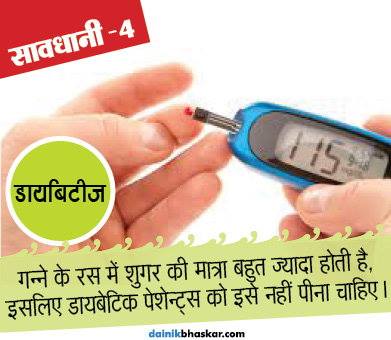 सावधानी -4
115
डायबिटीज
गन्ने के रस में शुगर की मात्रा बहुत ज्यादा होती है,
इसलिए डायबेटिक पेशेन्ट्स को इसे नहीं पीना चाहिए।
dainikbhaskar.com